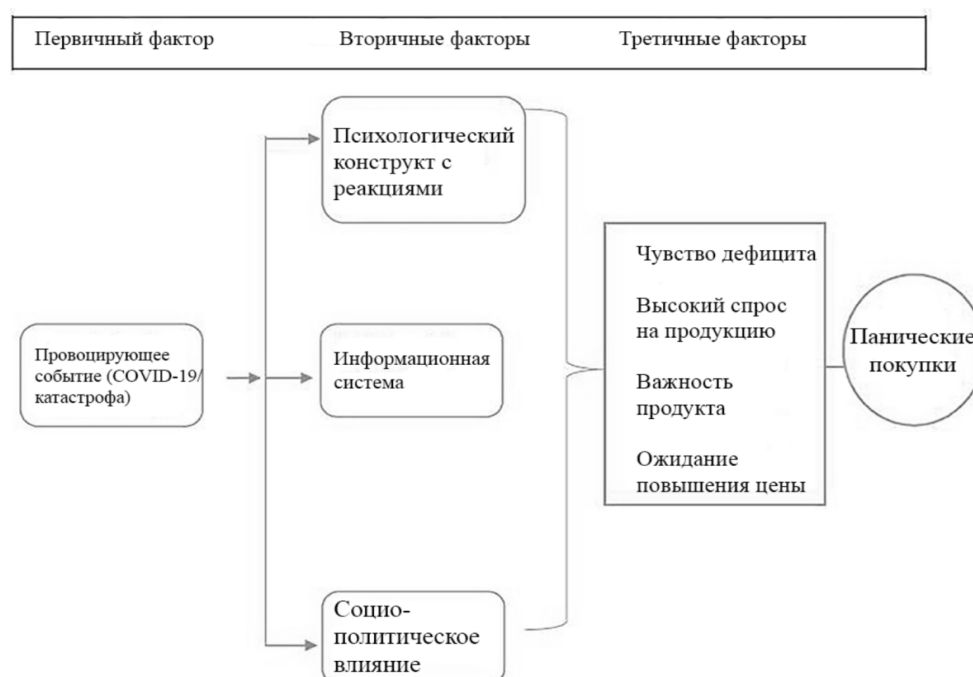 Первичный фактор
Вторичные факторы
Третичные факторы
Провоцирующее
событие (COVID-19/
катастрофа)
Психологический
конструкт с
реакциями
Информационная
система
Социо-
политическое
влияние
Чувство дефицита
Высокий спрос
на продукцию
Важность
продукта
Ожидание
повышения цены
Панические
покупки